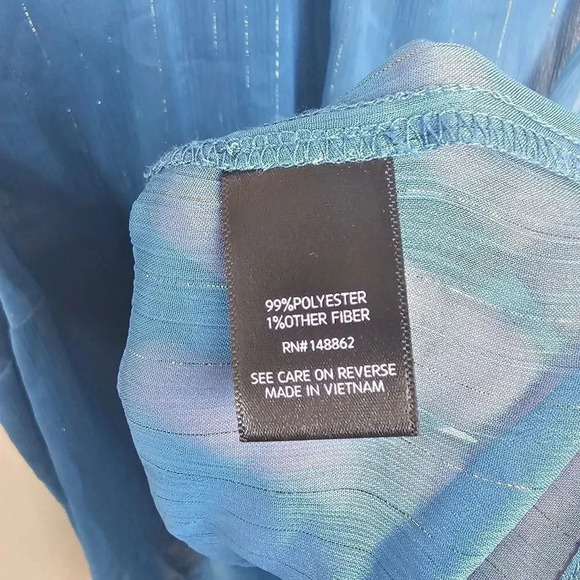 99%POLYESTER
1%OTHER FIBER
RN#148862
SEE CARE ON REVERSE
MADE IN VIETNAM